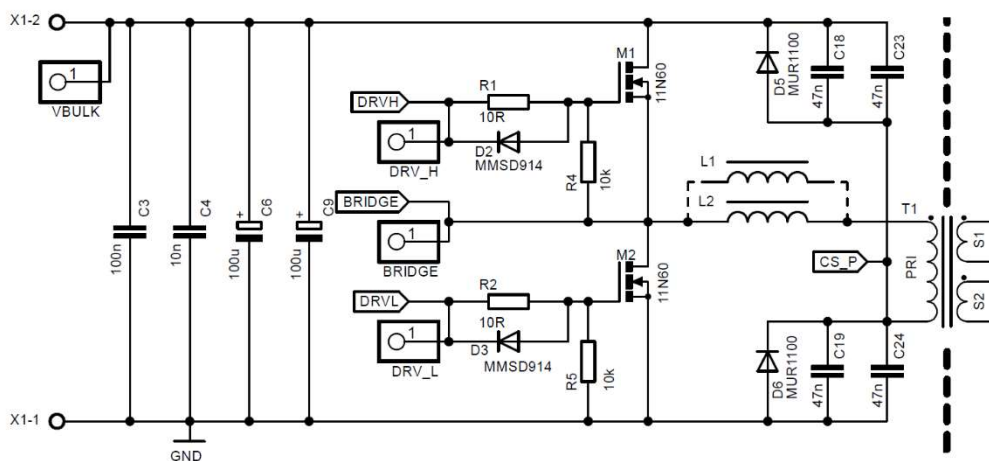 X1-2
1
VBULK
C3
100n
C4
10n
C6
+
100u
C9
+
100u
DRVH
R1
10R
1
DRV_H
D2
MMSD914
M1
11N60
R4
10k
BRIDGE
1
BRIDGE
DRVL
R2
10R
1
DRV_L
D3
MMSD914
M2
11N60
R5
10k
L1
L2
D5
MUR1100
C18
47n
C23
47n
T1
CS_P
PRI
S1
S2
D6
MUR1100
C19
47n
C24
47n
X1-1
GND